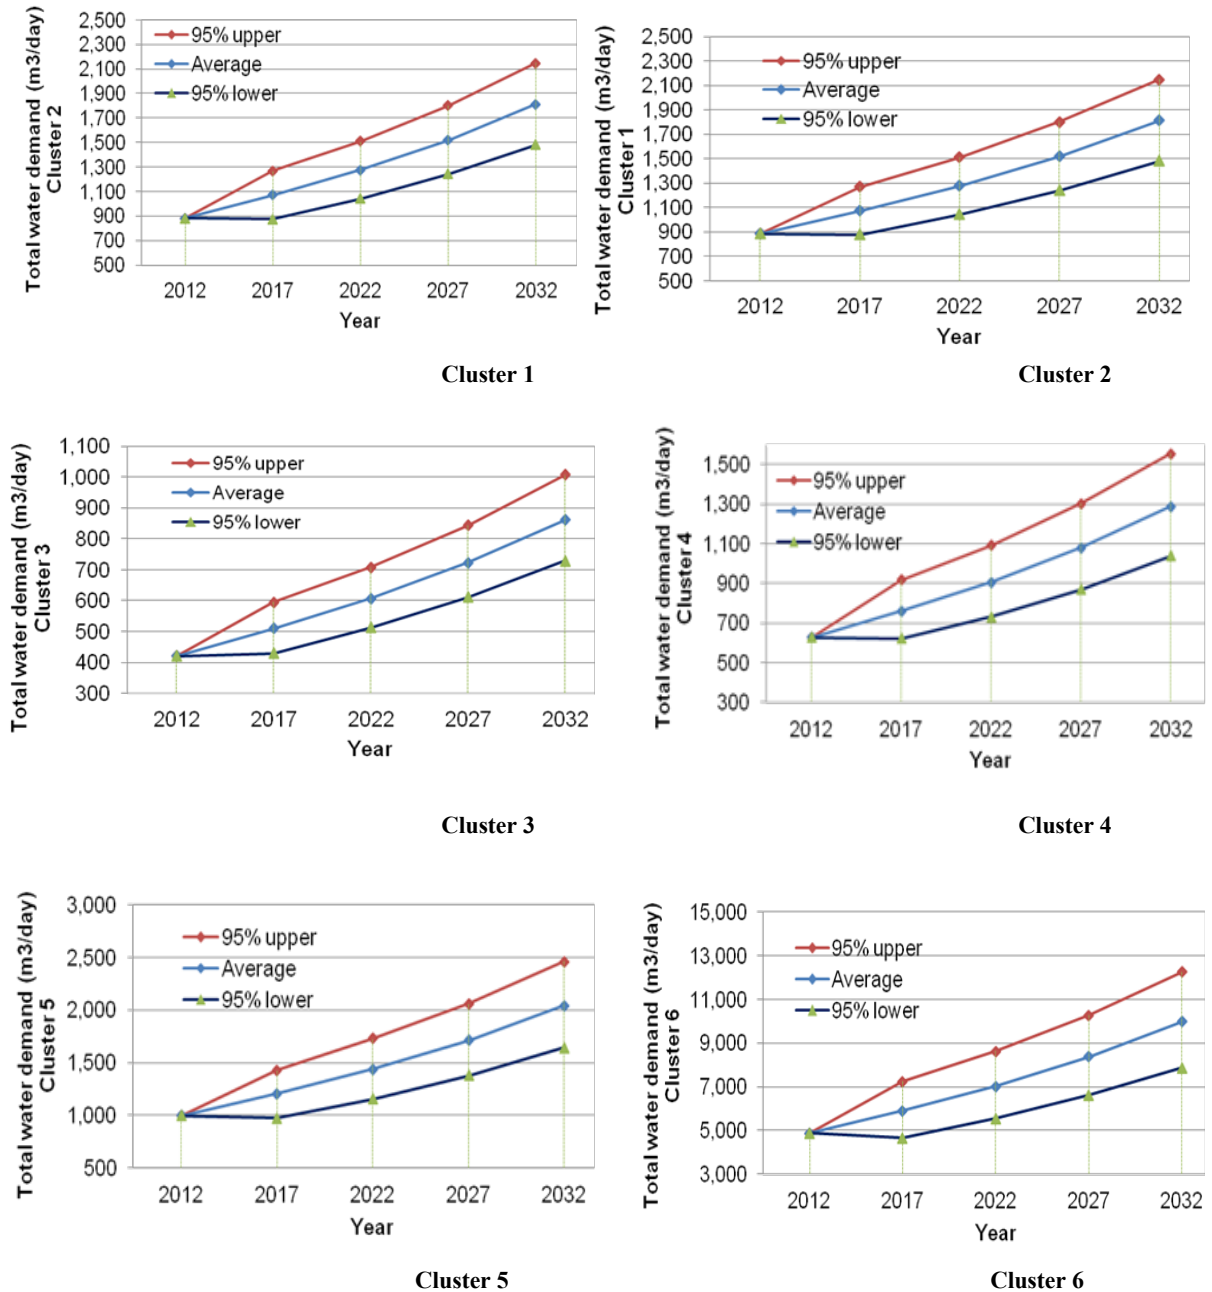 Total water demand (m3/day)
Cluster 2
2,500
2,300
2,100
1,900
1,700
1,500
1,300
1,100
900
700
500
95% upper
Average
95% lower
2012 2017 2022 2027 2032
Year
Cluster 1
Total water demand (m3/day)
Cluster 1
2,500
2,300
2,100
1,900
1,700
1,500
1,300
1,100
900
700
500
95% upper
Average
95% lower
2012 2017 2022 2027 2032
Year
Cluster 2
Total water demand (m3/day)
Cluster 3
1,100
1,000
900
800
700
600
500
400
300
95% upper
Average
95% lower
2012 2017 2022 2027 2032
Year
Cluster 3
Total water demand (m3/day)
Cluster 4
1,500
1,300
1,100
900
700
500
300
95% upper
Average
95% lower
2012 2017 2022 2027 2032
Year
Cluster 4
Total water demand (m3/day)
Cluster 5
3,000
2,500
2,000
1,500
1,000
500
95% upper
Average
95% lower
2012 2017 2022 2027 2032
Year
Cluster 5
Total water demand (m3/day)
Cluster 6
15,000
13,000
11,000
9,000
7,000
5,000
3,000
95% upper
Average
95% lower
2012 2017 2022 2027 2032
Year
Cluster 6